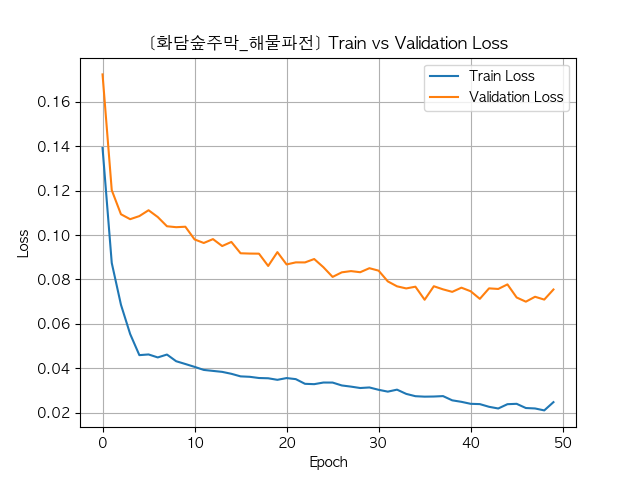 [화담숲주막_해물파전] Train vs Validation Loss
Train Loss
Validation Loss
Loss
0.16
0.14
0.12
0.10
0.08
0.06
0.04
0.02
0 10 20 30 40 50
Epoch